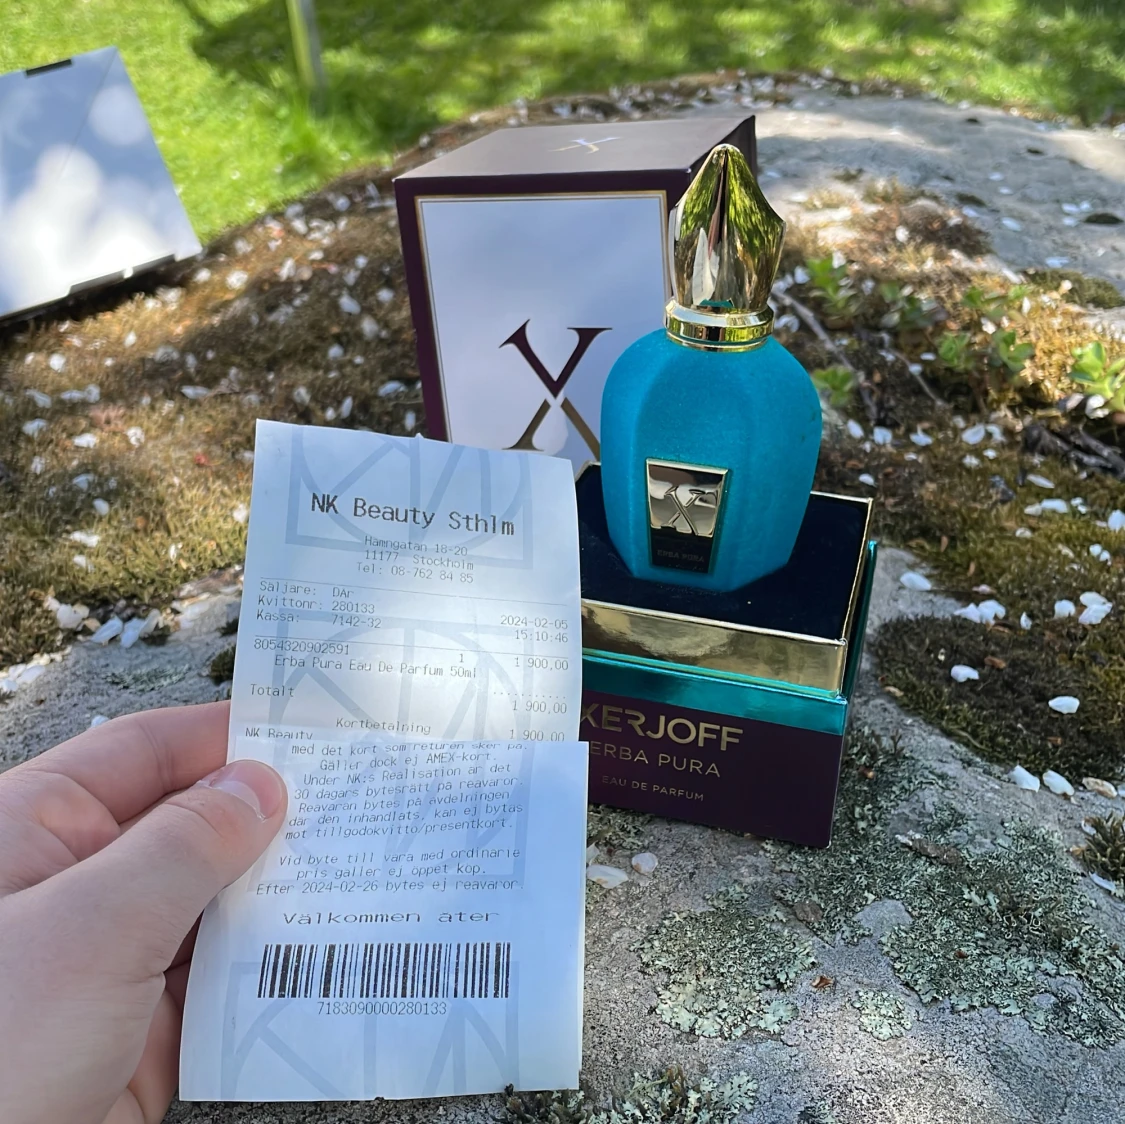 NK Beauty Sthlm
Hamngatan 18-20
11177 Stockholm
Tel: 08-762 84 85
Säljare: DAr
Kvittonr: 280133
Kassa: 7142-32
2024-02-05
15:10:46
8054320902591
1 1 900,00
Erba Pura Eau De Parfum 50ml
Totalt
1 900,00
Kortbetalning
NK Beauty 1 900,00
med det kort som returen sker på.
Gäller dock ej AMEX-kort.
Under NK:s Realisation är det
30 dagars bytesrätt på reavaror.
Reavaran bytes på avdelningen
där den inhandlats, kan ej bytas
mot tillgodokvitto/presentkort.
Vid byte till vara med ordinarie
pris gäller ej öppet köp.
Efter 2024-02-26 bytes ej reavaror.
Välkommen åter
7183090000280133
ERBA PURA
XERJOFF
ERBA PURA
EAU DE PARFUM